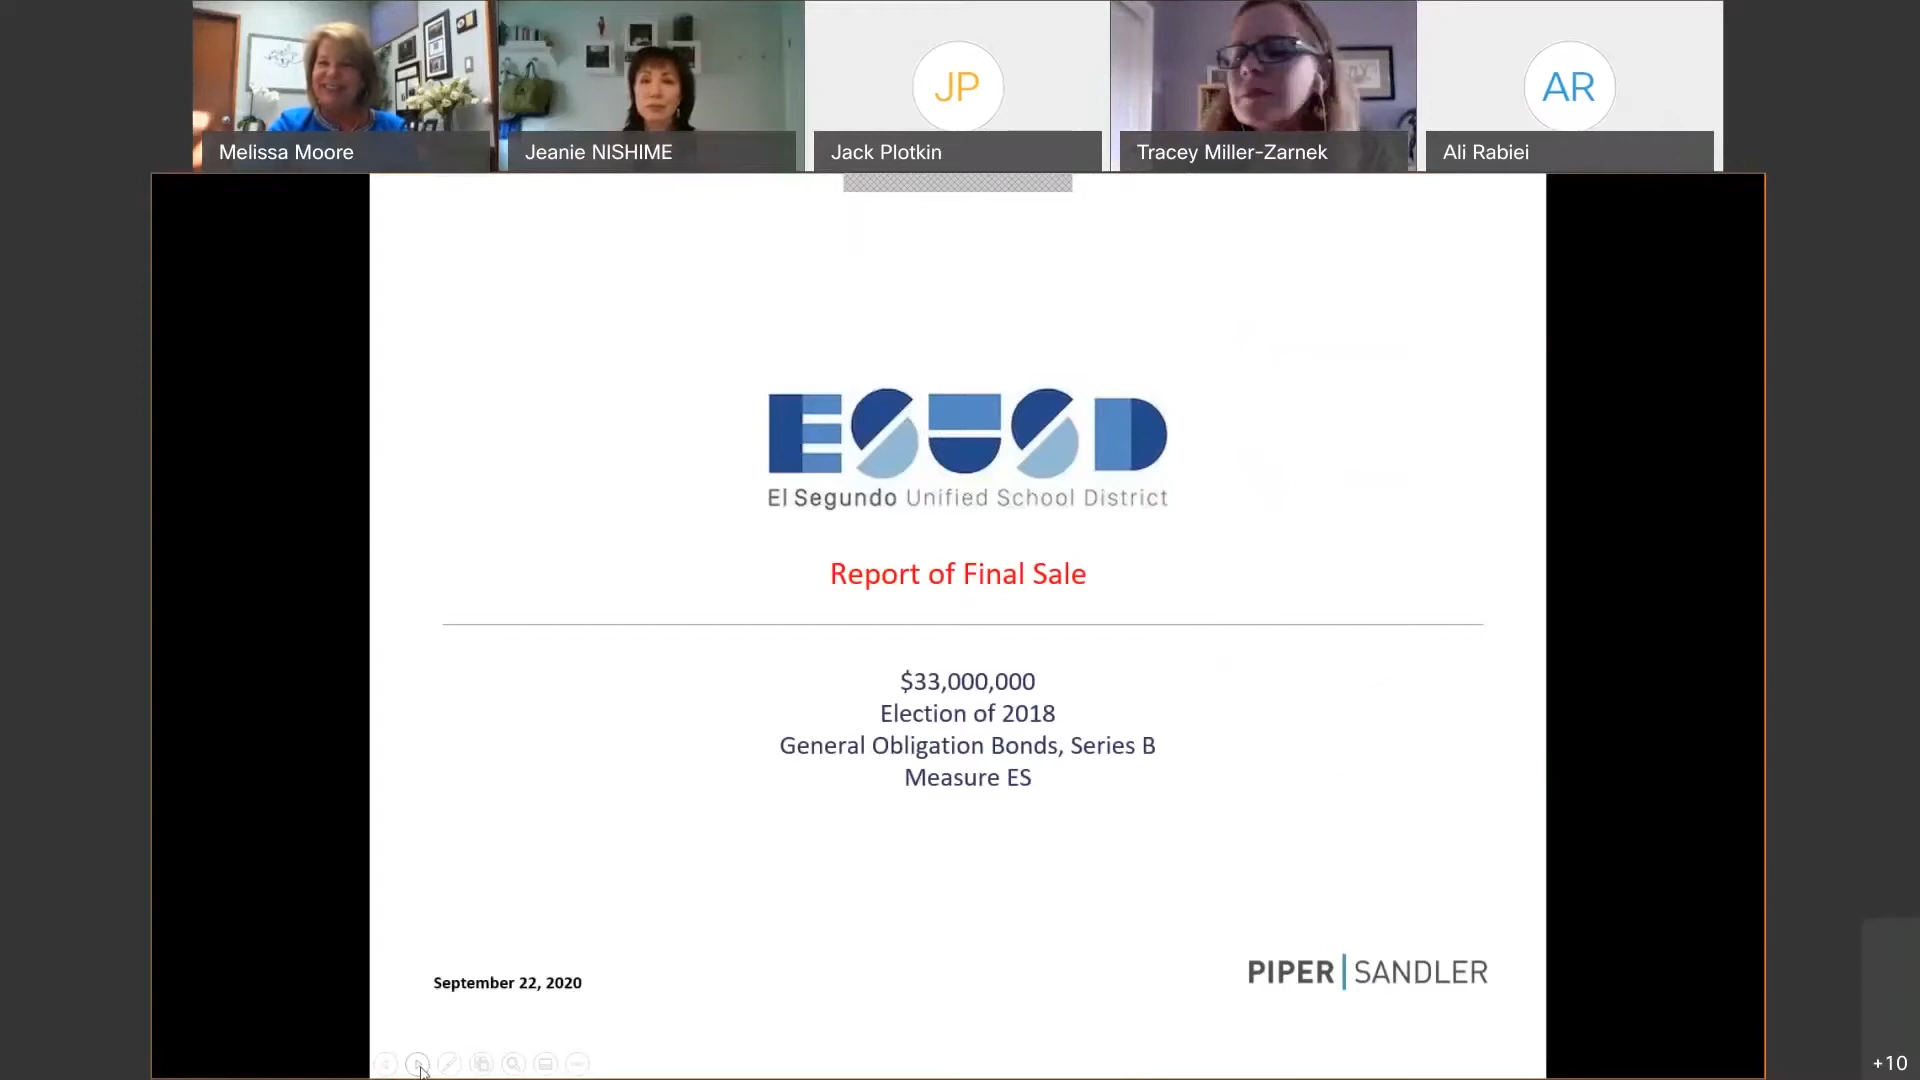 JP
AR
Melissa Moore
Jeanie NISHIME
Jack Plotkin
Tracey Miller-Zarnek
Ali Rabiei
ESUSD
El Segundo Unified School District
Report of Final Sale
$33,000,000
Election of 2018
General Obligation Bonds, Series B
Measure ES
September 22, 2020
PIPER | SANDLER
+10